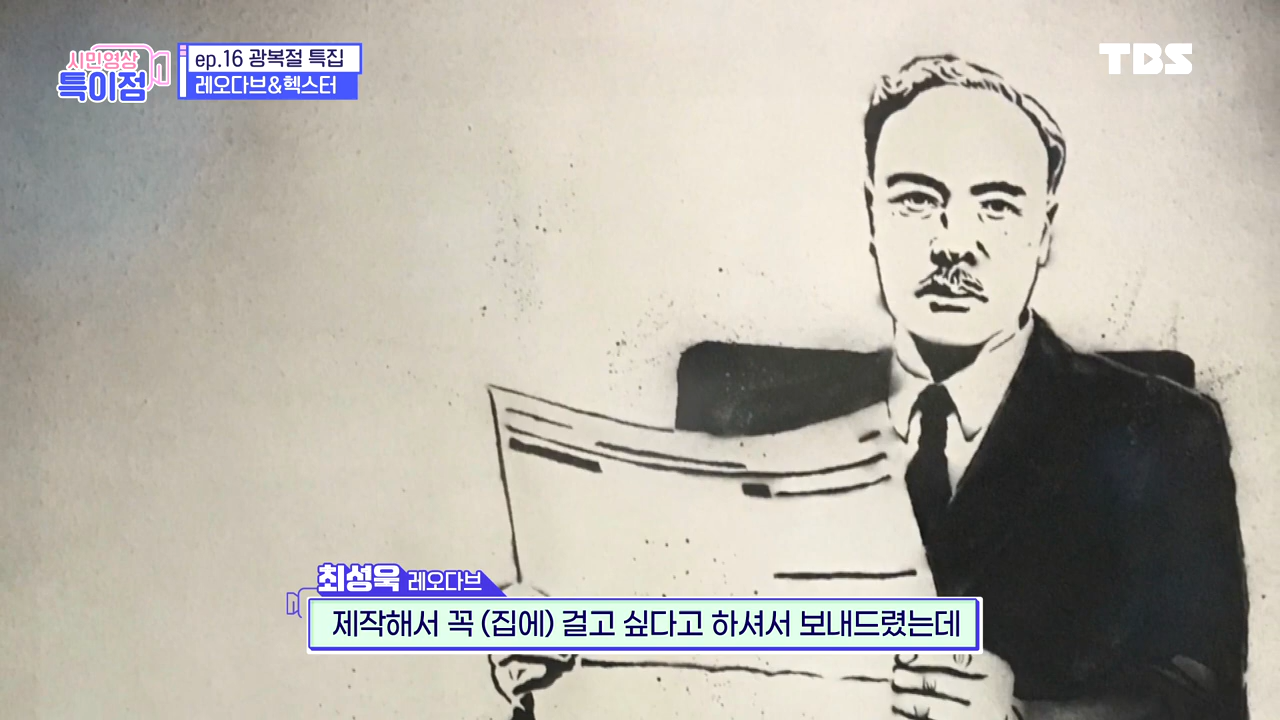 시민영상
특이점
ep.16 광복절 특집
레오다브&헥스터
TBS
최성욱 레오다브
제작해서 꼭 (집에) 걸고 싶다고 하셔서 보내드렸는데